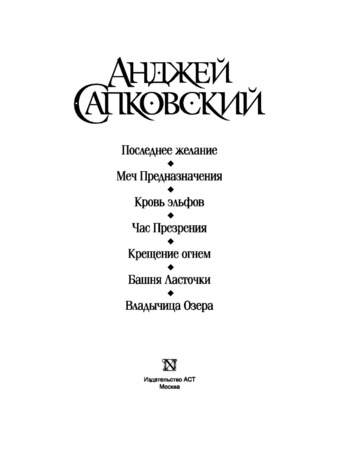 Анджей
Сапковский
Последнее желание
Меч Предназначения
Кровь эльфов
Час Презрения
Крещение огнем
Башня Ласточки
Владычица Озера
Издательство АСТ
Москва